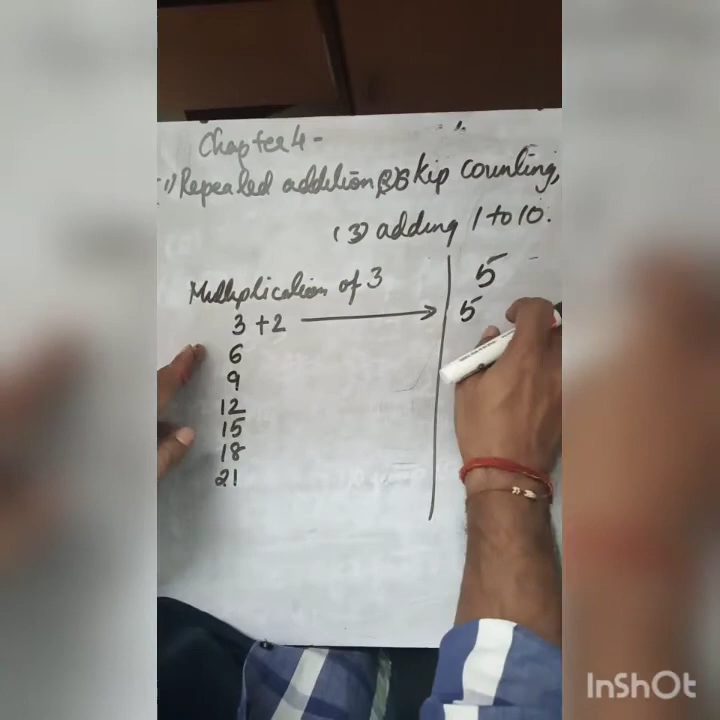 Chapter 4 -
(1) Repeated addition (2) Skip counting,
(3) adding 1 to 10.
Multiplication of 3
3 + 2 → 5
6
9
12
15
18
21
5
InShOt